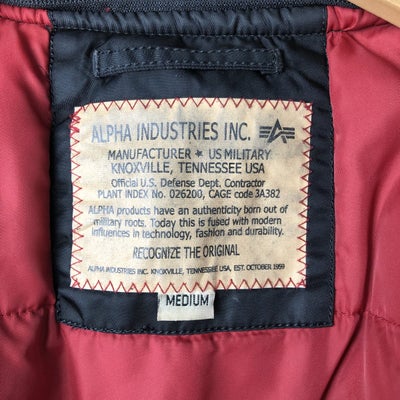 ALPHA INDUSTRIES INC.
MANUFACTURER ★ US MILITARY
KNOXVILLE, TENNESSEE USA
Official U.S. Defense Dept. Contractor
PLANT INDEX No. 026200, CAGE code 3A382
ALPHA products have an authenticity born out of
military roots. Today this is fused with modern
influences in technology, fashion and durability.
RECOGNIZE THE ORIGINAL
ALPHA INDUSTRIES INC. KNOXVILLE, TENNESSEE USA, EST. OCTOBER 1959
MEDIUM